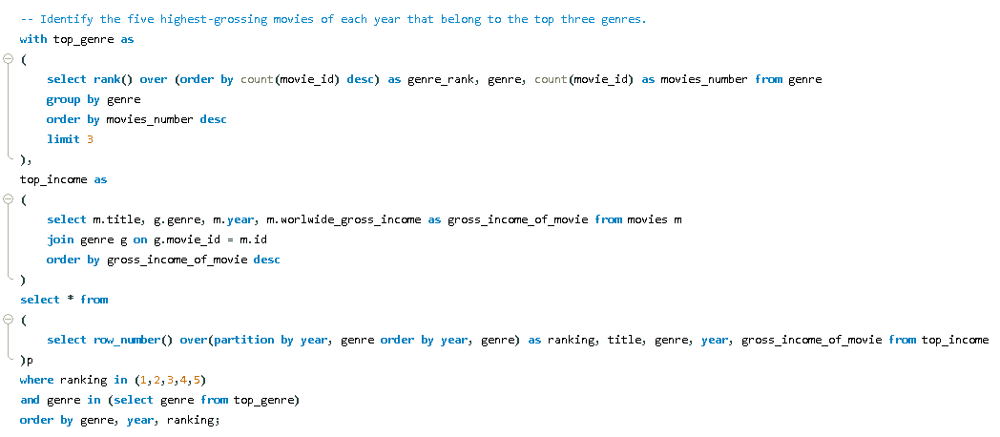 -- Identify the five highest-grossing movies of each year that belong to the top three genres.
with top_genre as
(
select rank() over (order by count(movie_id) desc) as genre_rank, genre, count(movie_id) as movies_number from genre
group by genre
order by movies_number desc
limit 3
),
top_income as
(
select m.title, g.genre, m.year, m.worlwide_gross_income as gross_income_of_movie from movies m
join genre g on g.movie_id = m.id
order by gross_income_of_movie desc
)
select * from
(
select row_number() over(partition by year, genre order by year, genre) as ranking, title, genre, year, gross_income_of_movie from top_income
)p
where ranking in (1,2,3,4,5)
and genre in (select genre from top_genre)
order by genre, year, ranking;